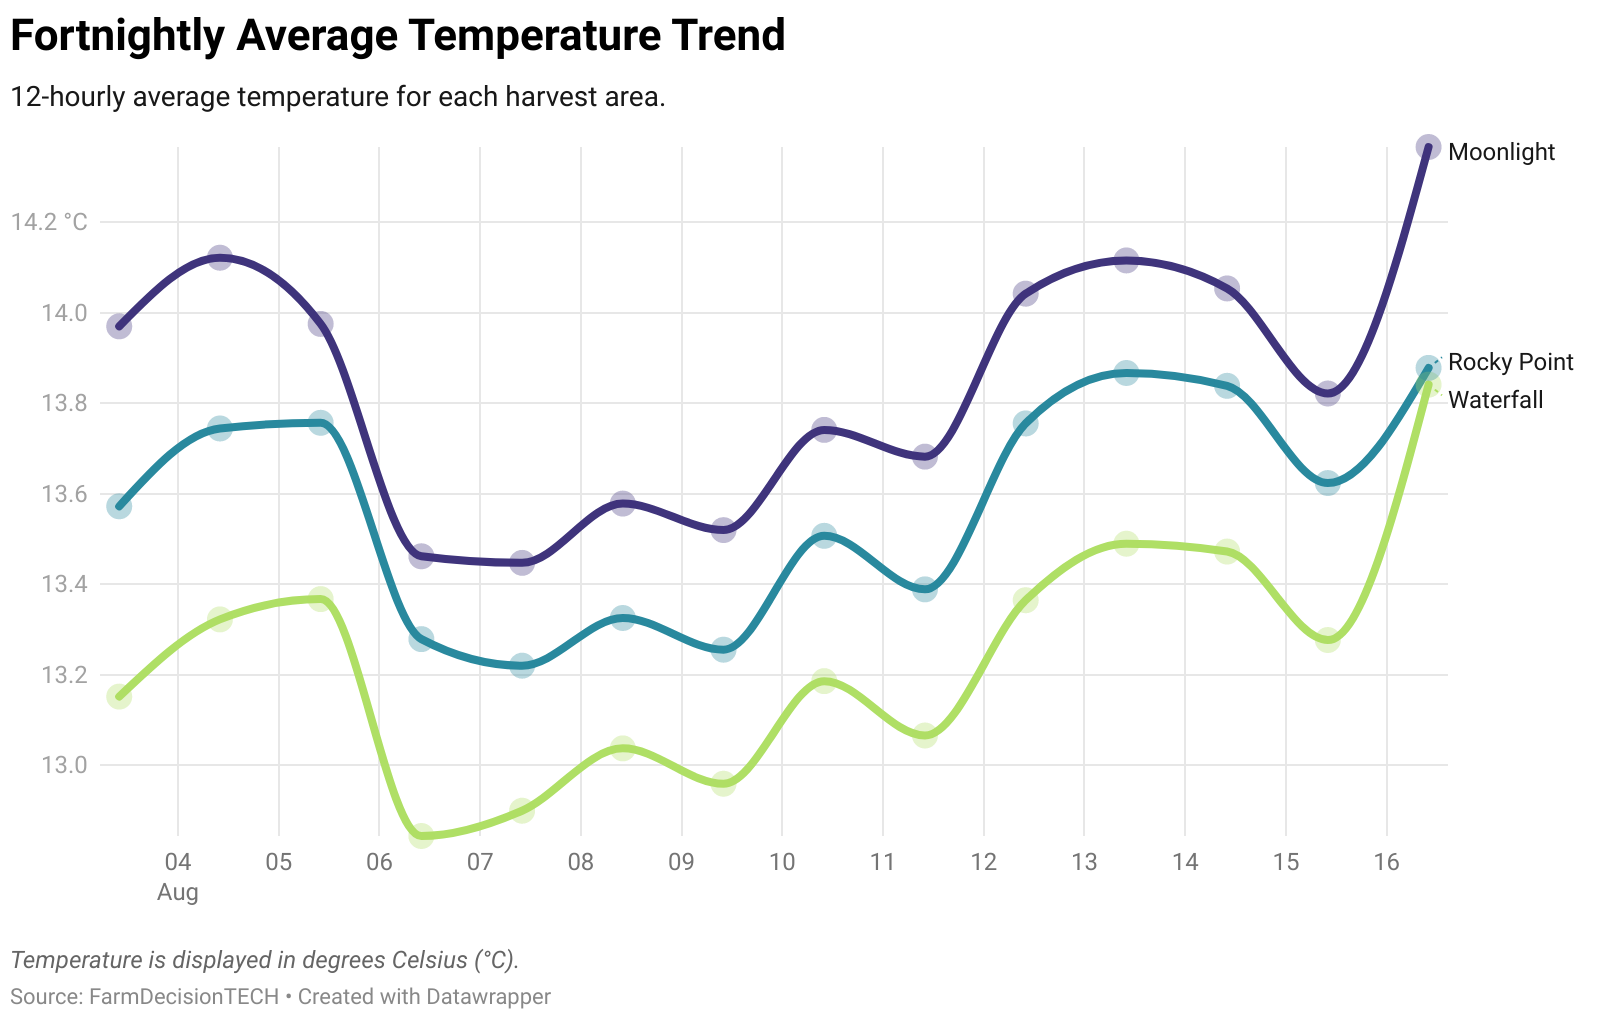 Fortnightly Average Temperature Trend
12-hourly average temperature for each harvest area.
Moonlight
14.2 °C
14.0
Rocky Point
13.8
Waterfall
13.6
13.4
13.2
13.0
04 05 06 07 08 09 10 11 12 13 14 15 16
Aug
Temperature is displayed in degrees Celsius (°C).
Source: FarmDecisionTECH • Created with Datawrapper